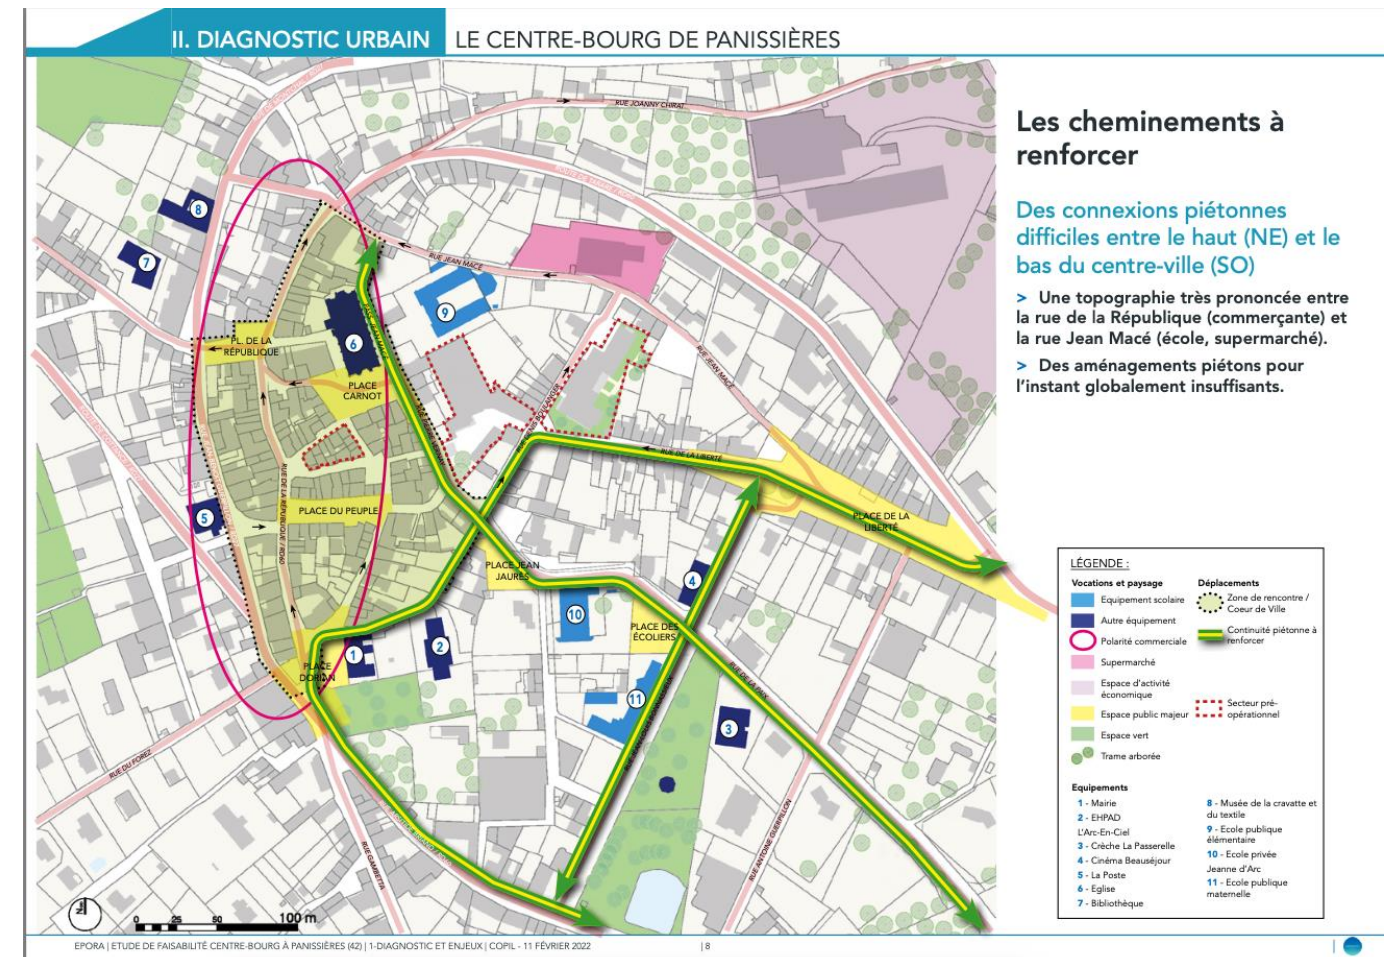 II. DIAGNOSTIC URBAIN LE CENTRE-BOURG DE PANISSIÈRES
Les cheminements à
renforcer
Des connexions piétonnes
difficiles entre le haut (NE) et le
bas du centre-ville (SO)
> Une topographie très prononcée entre
la rue de la République (commerçante) et
la rue Jean Macé (école, supermarché).
> Des aménagements piétons pour
l'instant globalement insuffisants.
RUE JOANNY CHIRAT
8
7
RUE JEAN MACÉ
9
6
PL. DE LA
RÉPUBLIQUE
PLACE
CARNOT
RUE JEAN MACÉ
RUE DE LA LIBERTÉ
RUE DE LA RÉPUBLIQUE / RD60
PLACE DU PEUPLE
5
PLACE DE LA
LIBERTÉ
PLACE JEAN
JAURÈS
4
10
PLACE DES
ÉCOLIERS
1
2
PLACE
DORIAN
RUE DE LA PAIX
11
3
RUE DU FOREZ
RUE GAMBETTA
RUE ANTOINE GUERPILLON
N
0 25 50 100 m
LÉGENDE :
Vocations et paysage
Equipement scolaire
Autre équipement
Polarité commerciale
Supermarché
Espace d'activité
économique
Espace public majeur
Espace vert
Trame arborée
Déplacements
Zone de rencontre /
Coeur de Ville
Continuité piétonne à
renforcer
Secteur pré-
opérationnel
Equipements
1 - Mairie
2 - EHPAD
L'Arc-En-Ciel
3 - Crèche La Passerelle
4 - Cinéma Beauséjour
5 - La Poste
6 - Eglise
7 - Bibliothèque
8 - Musée de la cravatte et
du textile
9 - Ecole publique
élémentaire
10 - Ecole privée
Jeanne d'Arc
11 - Ecole publique
maternelle
EPORA | ETUDE DE FAISABILITÉ CENTRE-BOURG À PANISSIÈRES (42) | 1-DIAGNOSTIC ET ENJEUX | COPIL - 11 FÉVRIER 2022
| 8